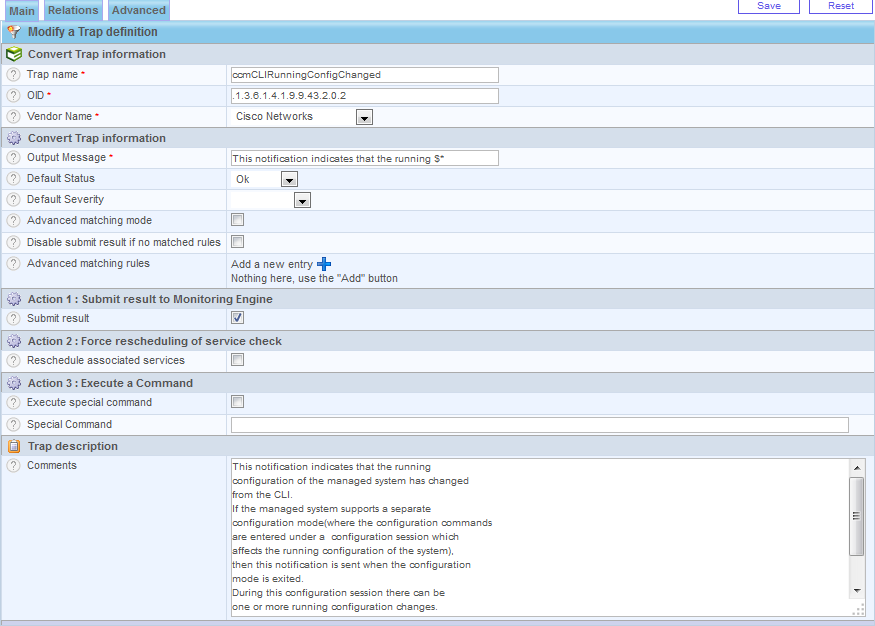 Main Relations Advanced Save Reset
Modify a Trap definition
Convert Trap information
? Trap name * ccmCLIRunningConfigChanged
? OID * .1.3.6.1.4.1.9.9.43.2.0.2
? Vendor Name * Cisco Networks
Convert Trap information
? Output Message * This notification indicates that the running $*
? Default Status Ok
? Default Severity
? Advanced matching mode
? Disable submit result if no matched rules
? Advanced matching rules Add a new entry
Nothing here, use the "Add" button
Action 1 : Submit result to Monitoring Engine
? Submit result
Action 2 : Force rescheduling of service check
? Reschedule associated services
Action 3 : Execute a Command
? Execute special command
? Special Command
Trap description
? Comments This notification indicates that the running
configuration of the managed system has changed
from the CLI.
If the managed system supports a separate
configuration mode(where the configuration commands
are entered under a configuration session which
affects the running configuration of the system),
then this notification is sent when the configuration
mode is exited.
During this configuration session there can be
one or more running configuration changes.